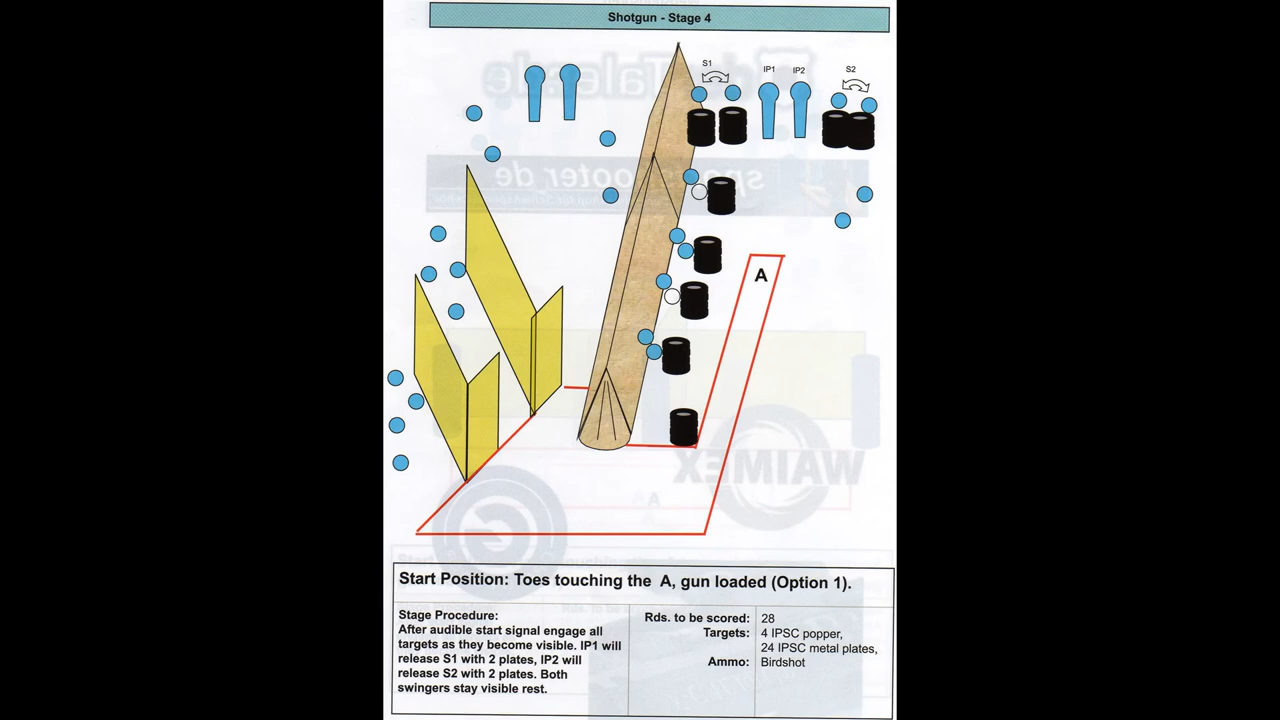 Shotgun - Stage 4
S1
IP1
IP2
S2
A
Start Position: Toes touching the A, gun loaded (Option 1).
Stage Procedure:
After audible start signal engage all
targets as they become visible. IP1 will
release S1 with 2 plates, IP2 will
release S2 with 2 plates. Both
swingers stay visible rest.
Rds. to be scored: 28
Targets: 4 IPSC popper,
24 IPSC metal plates,
Ammo: Birdshot
WAIMEX